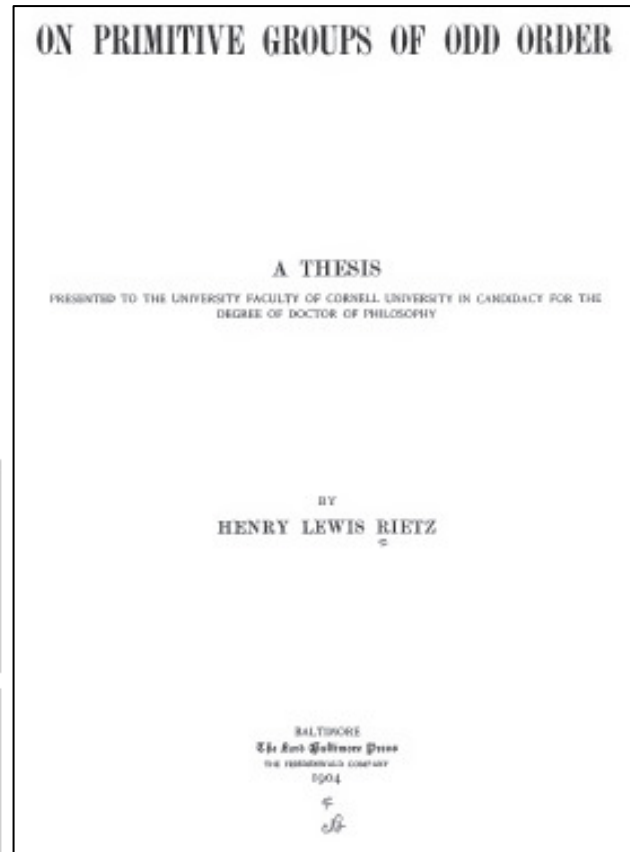 ON PRIMITIVE GROUPS OF ODD ORDER
A THESIS
PRESENTED TO THE UNIVERSITY FACULTY OF CORNELL UNIVERSITY IN CANDIDACY FOR THE
DEGREE OF DOCTOR OF PHILOSOPHY
BY
HENRY LEWIS RIETZ
BALTIMORE
The Lord Baltimore Press
THE FRIEDENWALD COMPANY
1904